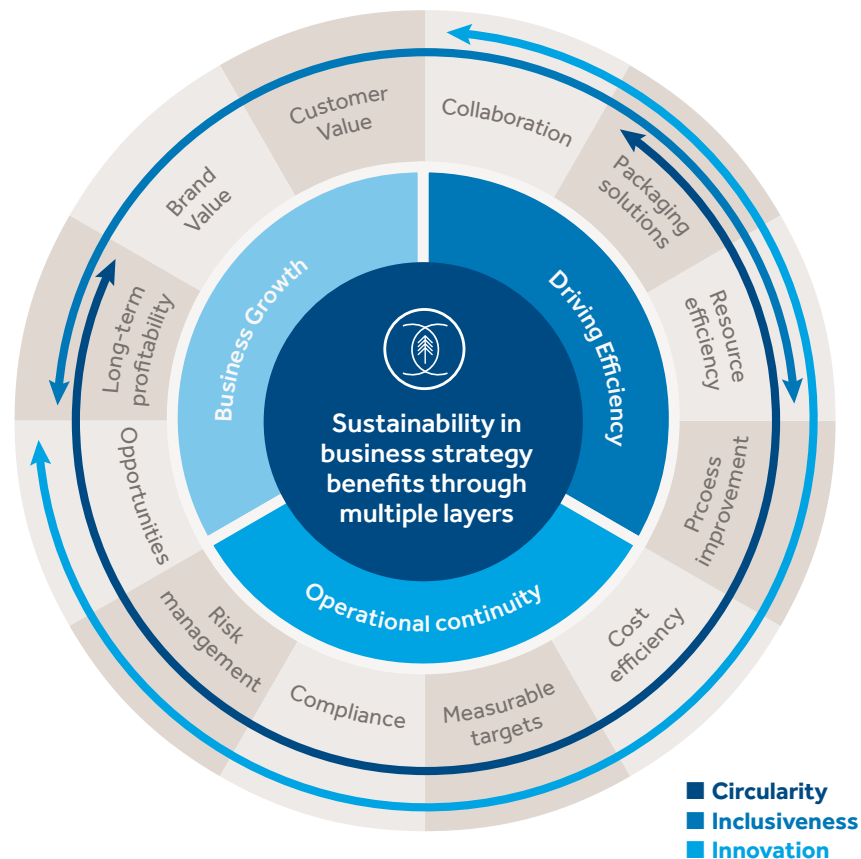 Sustainability in
business strategy
benefits through
multiple layers
Business Growth
Driving Efficiency
Operational continuity
Customer
Value
Collaboration
Packaging
solutions
Resource
efficiency
Prcoess
improvement
Cost
efficiency
Measurable
targets
Compliance
Risk
management
Opportunities
Long-term
profitability
Brand
Value
Circularity
Inclusiveness
Innovation